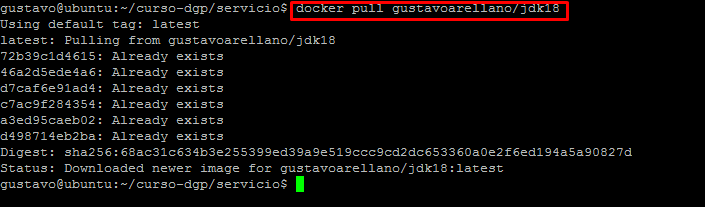 gustavo@ubuntu:~/curso-dgp/servicio$ docker pull gustavoarellano/jdk18
Using default tag: latest
latest: Pulling from gustavoarellano/jdk18
72b39c1d4615: Already exists
46a2d5ede4a6: Already exists
d7caf6e91ad4: Already exists
c7ac9f284354: Already exists
a3ed95caeb02: Already exists
d498714eb2ba: Already exists
Digest: sha256:68ac31c634b3e255399ed39a9e519ccc9cd2dc653360a0e2f6ed194a5a90827d
Status: Downloaded newer image for gustavoarellano/jdk18:latest
gustavo@ubuntu:~/curso-dgp/servicio$